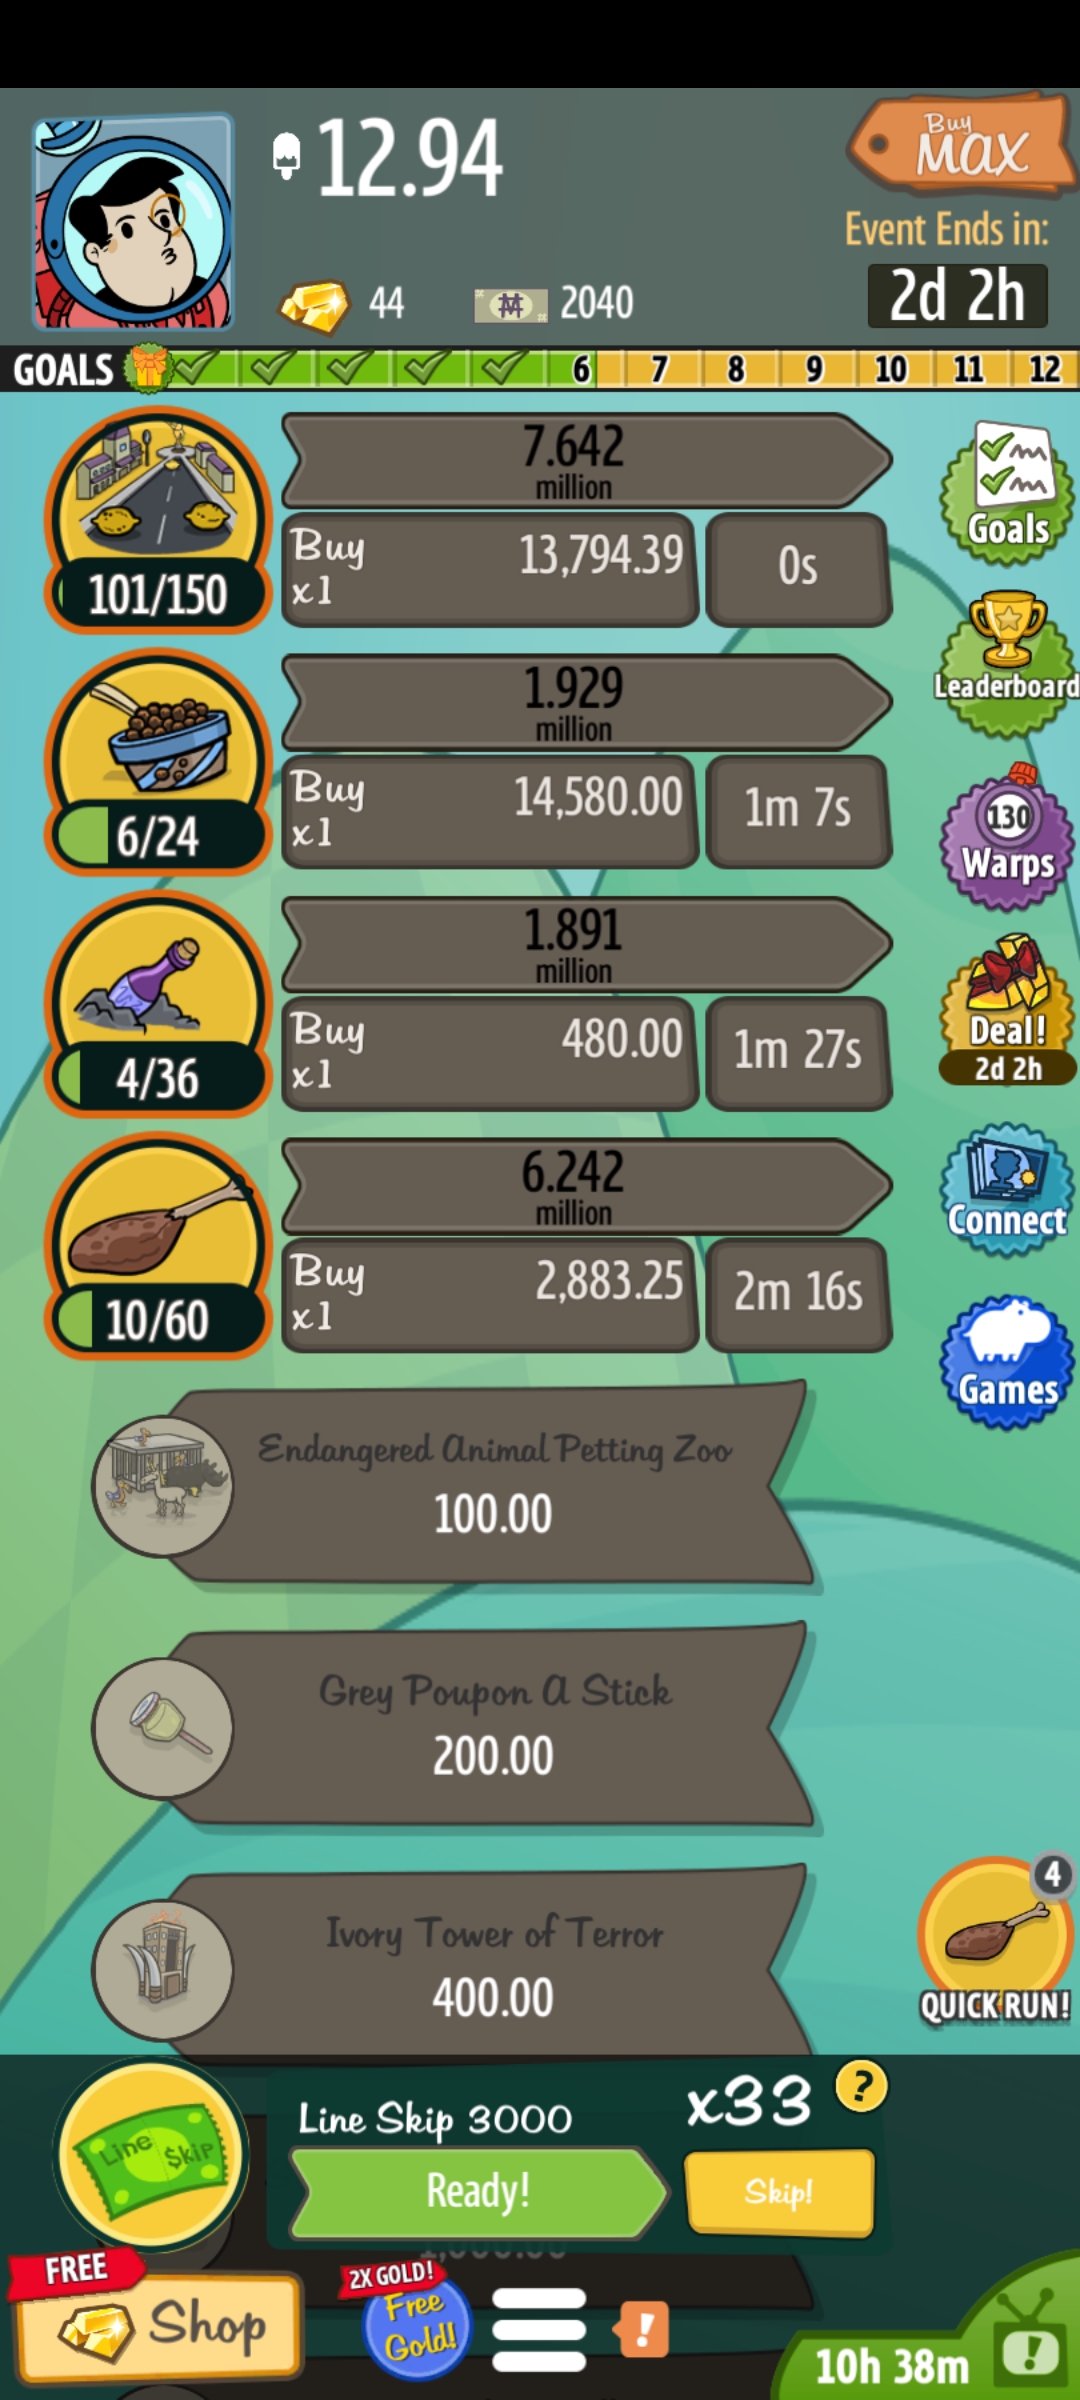 12.94
Buy
MAX
Event Ends in:
2d 2h
44
2040
GOALS
6 7 8 9 10 11 12
7.642
million
101/150
Buy
x1
13,794.39
0s
Goals
Leaderboard
1.929
million
6/24
Buy
x1
14,580.00
1m 7s
130
Warps
1.891
million
4/36
Buy
x1
480.00
1m 27s
Deal!
2d 2h
6.242
million
10/60
Buy
x1
2,883.25
2m 16s
Connect
Games
Endangered Animal Petting Zoo
100.00
Grey Poupon A Stick
200.00
Ivory Tower of Terror
400.00
4
QUICK RUN!
Line $kip
Line Skip 3000
x33
?
Ready!
Skip!
FREE
Shop
2X GOLD!
Free
Gold!
!
10h 38m
!